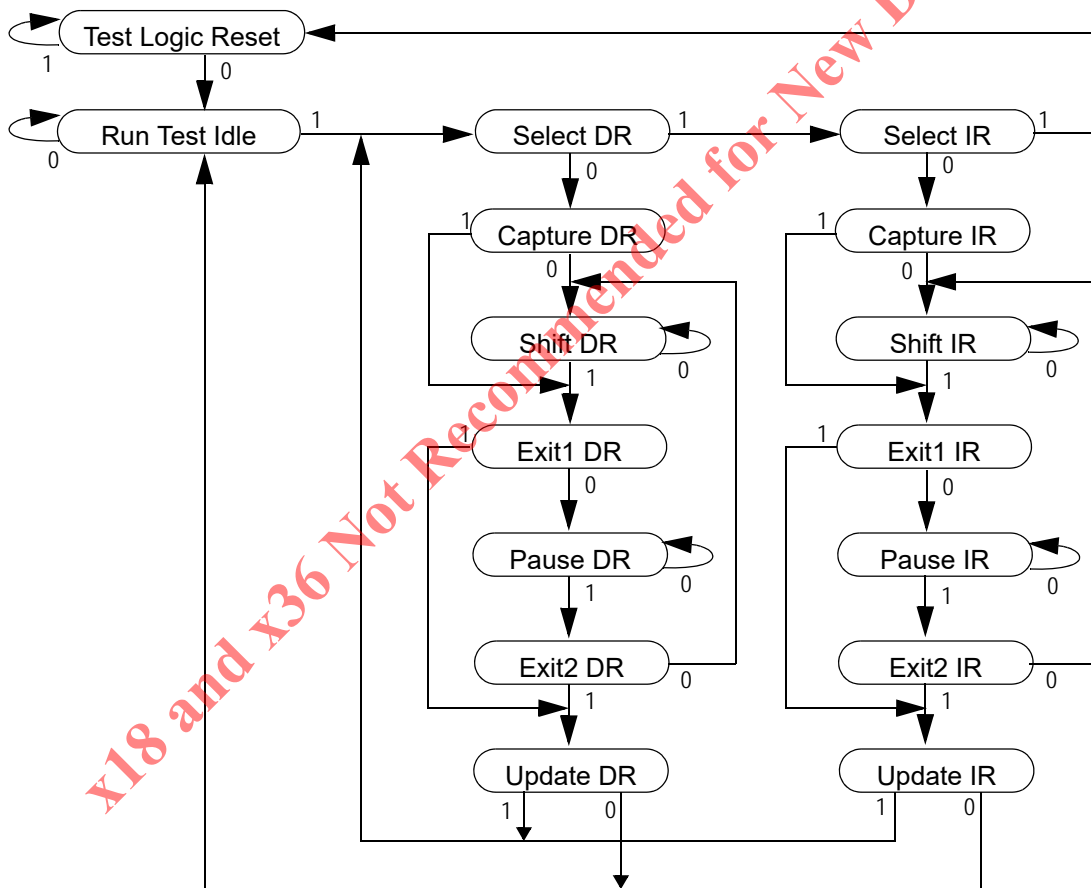 Test Logic Reset
1
0
Run Test Idle
1
0
Select DR
1
0
Select IR
1
0
1
Capture DR
0
1
Capture IR
0
Shift DR
0
1
Shift IR
0
1
1
Exit1 DR
0
1
Exit1 IR
0
Pause DR
0
1
Pause IR
0
1
Exit2 DR
0
1
Exit2 IR
0
1
Update DR
1
0
Update IR
1
0
x18 and x36 Not Recommended for New